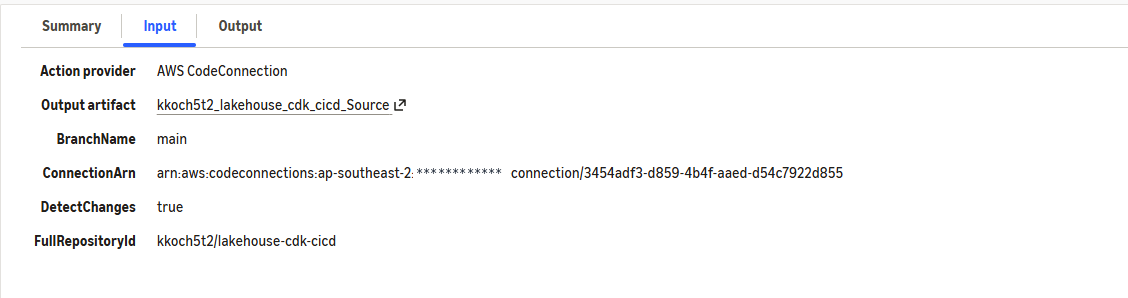 Summary Input Output
Action provider AWS CodeConnection
Output artifact kkoch5t2_lakehouse_cdk_cicd_Source
BranchName main
ConnectionArn arn:aws:codeconnections:ap-southeast-2:************ connection/3454adf3-d859-4b4f-aaed-d54c7922d855
DetectChanges true
FullRepositoryId kkoch5t2/lakehouse-cdk-cicd